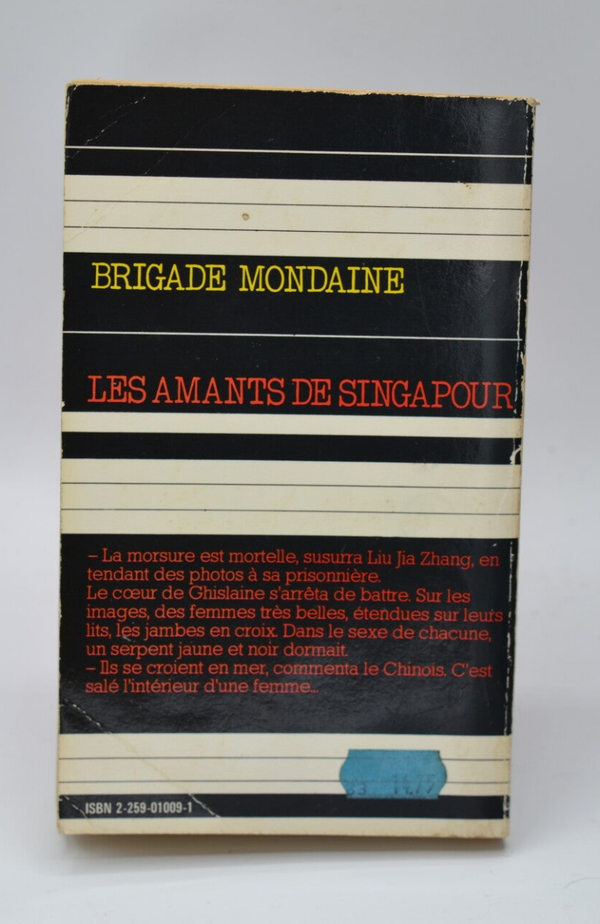 BRIGADE MONDAINE
LES AMANTS DE SINGAPOUR
– La morsure est mortelle, susurra Liu Jia Zhang, en
tendant des photos à sa prisonnière.
Le cœur de Ghislaine s'arrêta de battre. Sur les
images, des femmes très belles, étendues sur leurs
lits, les jambes en croix. Dans le sexe de chacune,
un serpent jaune et noir dormait.
– Ils se croient en mer, commenta le Chinois. C'est
salé l'intérieur d'une femme...
ISBN 2-259-01009-1